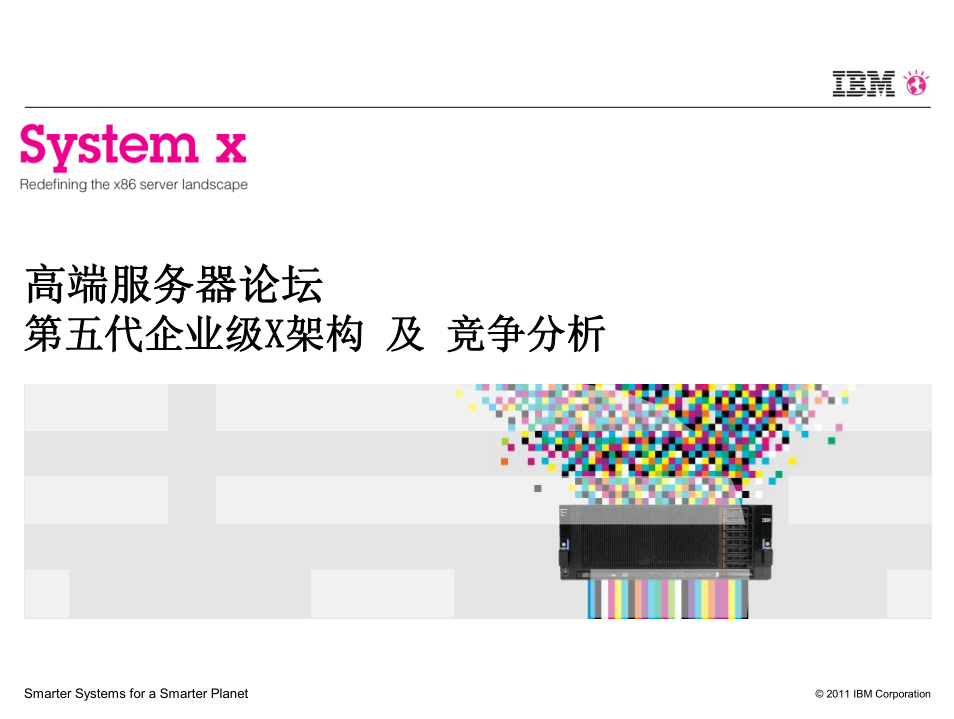 IBM
System x
Redefining the x86 server landscape
高端服务器论坛
第五代企业级X架构 及 竞争分析
IBM
Smarter Systems for a Smarter Planet
© 2011 IBM Corporation